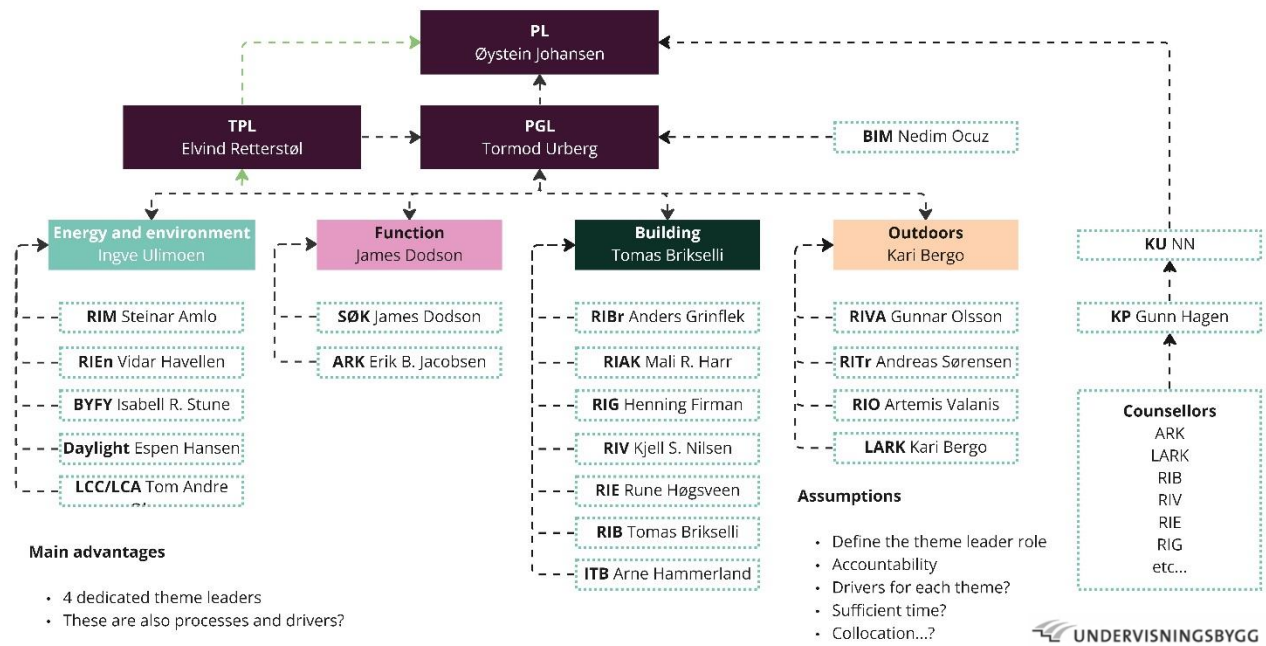 PL
Øystein Johansen
TPL
Elvind Retterstøl
PGL
Tormod Urberg
BIM Nedim Ocuz
Energy and environment
Ingve Ulimoen
RIM Steinar Amlo
RIEn Vidar Havellen
BYFY Isabell R. Stune
Daylight Espen Hansen
LCC/LCA Tom Andre
Function
James Dodson
SØK James Dodson
ARK Erik B. Jacobsen
Building
Tomas Brikselli
RIBr Anders Grinflek
RIAK Mali R. Harr
RIG Henning Firman
RIV Kjell S. Nilsen
RIE Rune Høgsveen
RIB Tomas Brikselli
ITB Arne Hammerland
Outdoors
Kari Bergo
RIVA Gunnar Olsson
RITr Andreas Sørensen
RIO Artemis Valanis
LARK Kari Bergo
KU NN
KP Gunn Hagen
Counsellors
ARK
LARK
RIB
RIV
RIE
RIG
etc...
Main advantages
• 4 dedicated theme leaders
• These are also processes and drivers?
Assumptions
• Define the theme leader role
• Accountability
• Drivers for each theme?
• Sufficient time?
• Collocation...?
UNDERVISNINGSBYGG